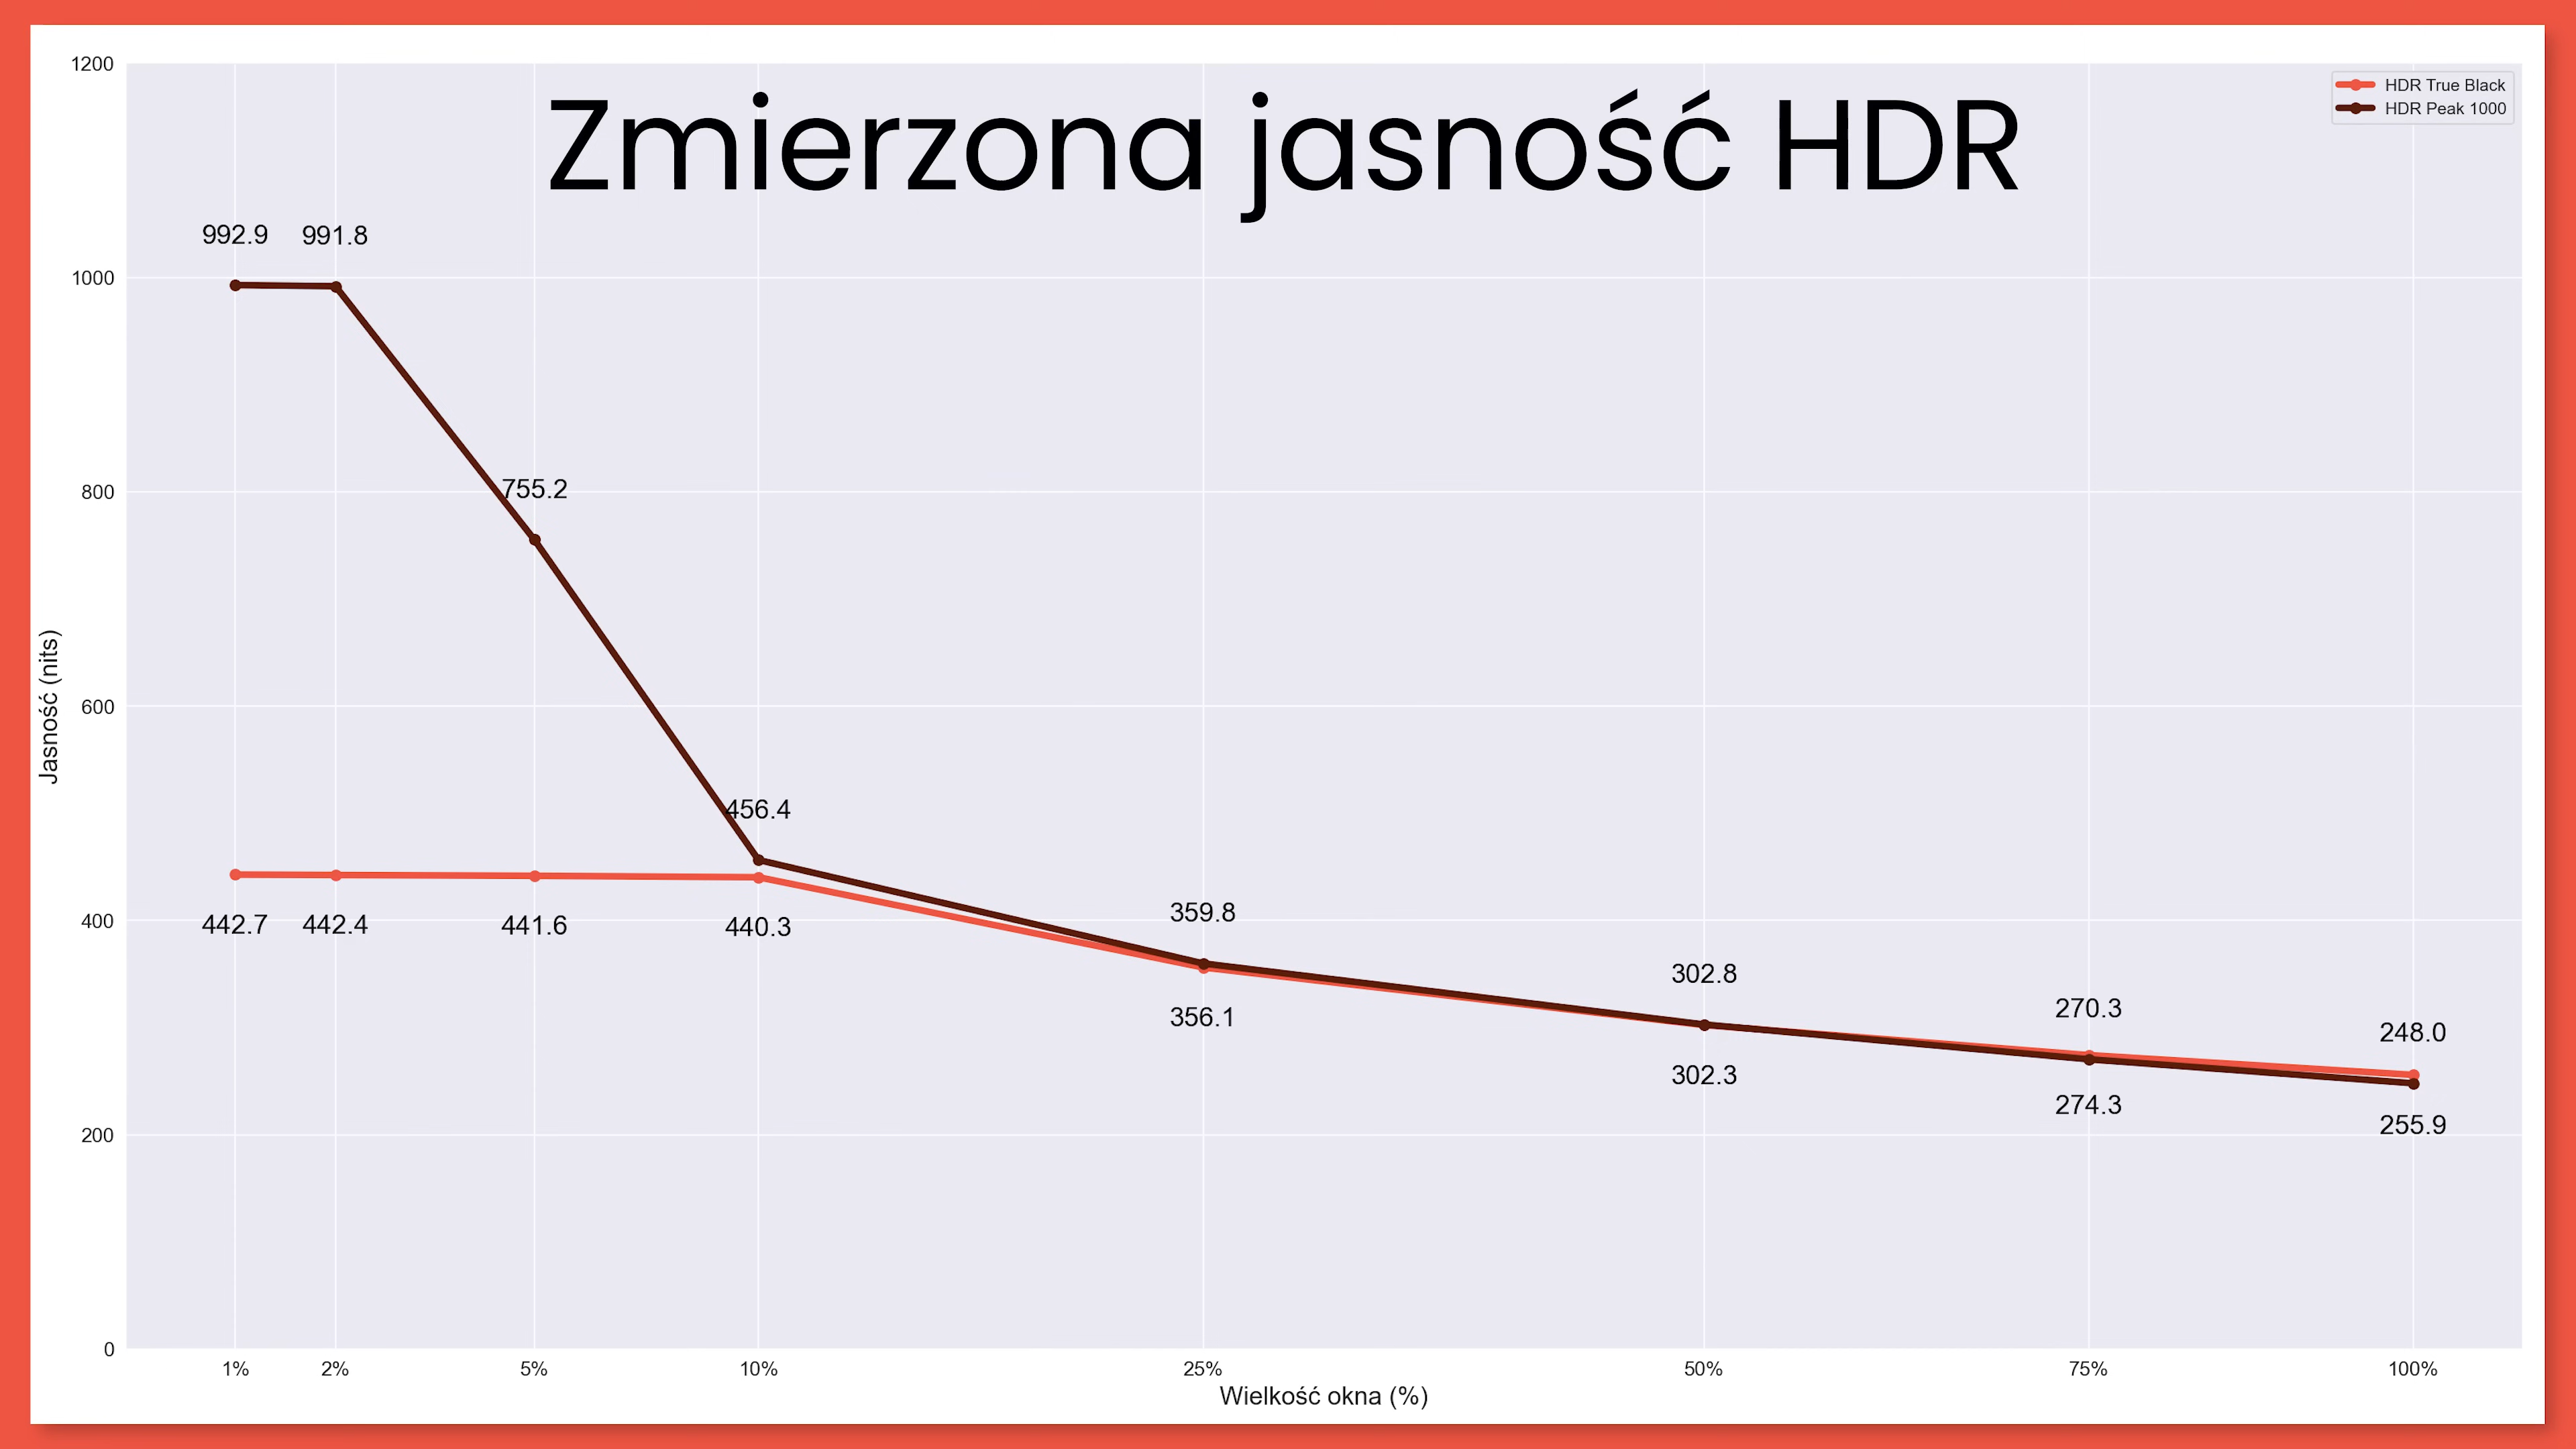 Zmierzona jasność HDR
HDR True Black
HDR Peak 1000
1200
1000
800
600
400
200
0
Jasność (nits)
992.9 991.8
755.2
456.4
359.8
302.8
270.3
248.0
442.7 442.4 441.6 440.3
356.1
302.3
274.3
255.9
1% 2% 5% 10% 25% 50% 75% 100%
Wielkość okna (%)